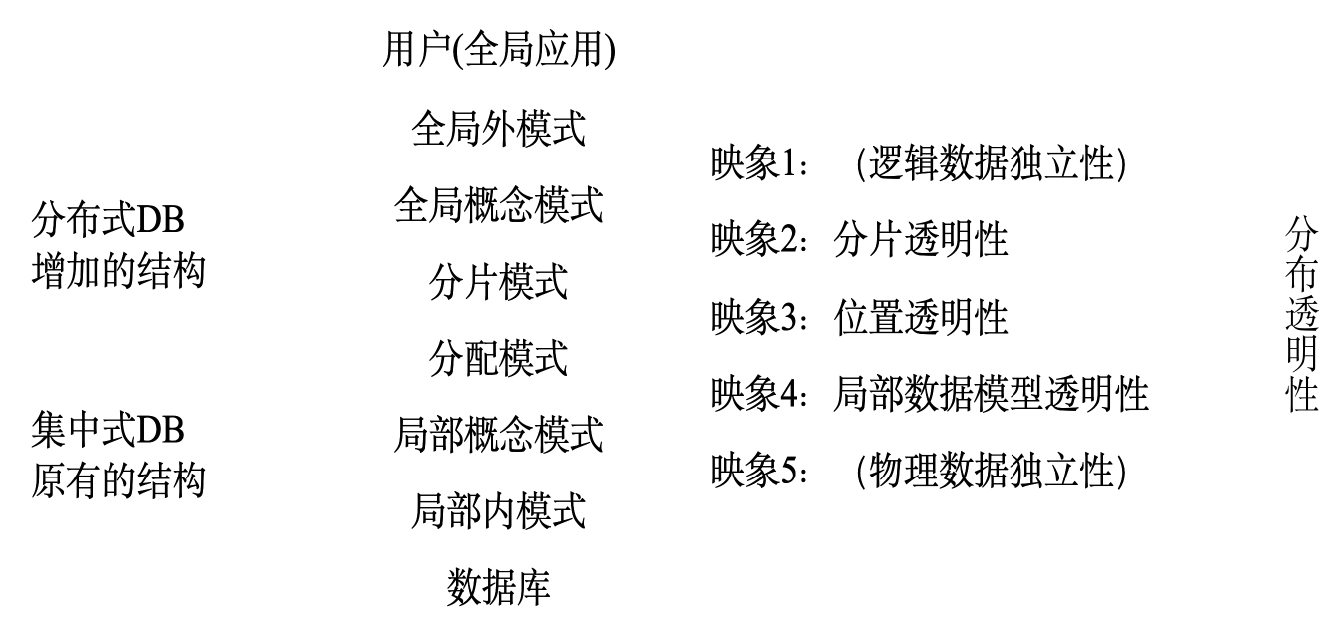 用户(全局应用)
全局外模式
映象1：（逻辑数据独立性）
全局概念模式
分布式DB
增加的结构
映象2：分片透明性
分片模式
映象3：位置透明性
分配模式
映象4：局部数据模型透明性
集中式DB
原有的结构
局部概念模式
映象5：（物理数据独立性）
局部内模式
数据库
分布透明性